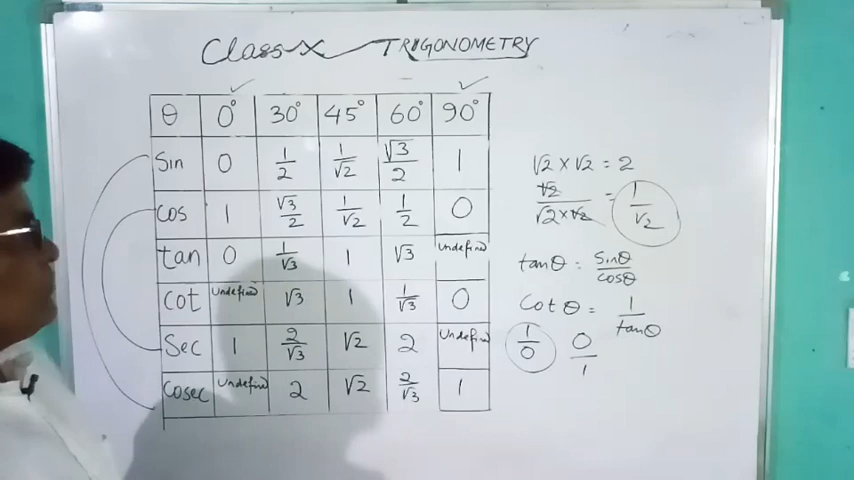 Class-X TRIGONOMETRY
θ 0° 30° 45° 60° 90°
Sin 0 1/2 1/√2 √3/2 1
cos 1 √3/2 1/√2 1/2 0
tan 0 1/√3 1 √3 undefined
Cot undefined √3 1 1/√3 0
Sec 1 2/√3 √2 2 Undefined
Cosec Undefined 2 √2 2/√3 1
√2 × √2 = 2
√2/√2×√2 = 1/√2
tanθ = Sinθ/cosθ
Cot θ = 1/tanθ
1/0 0/1